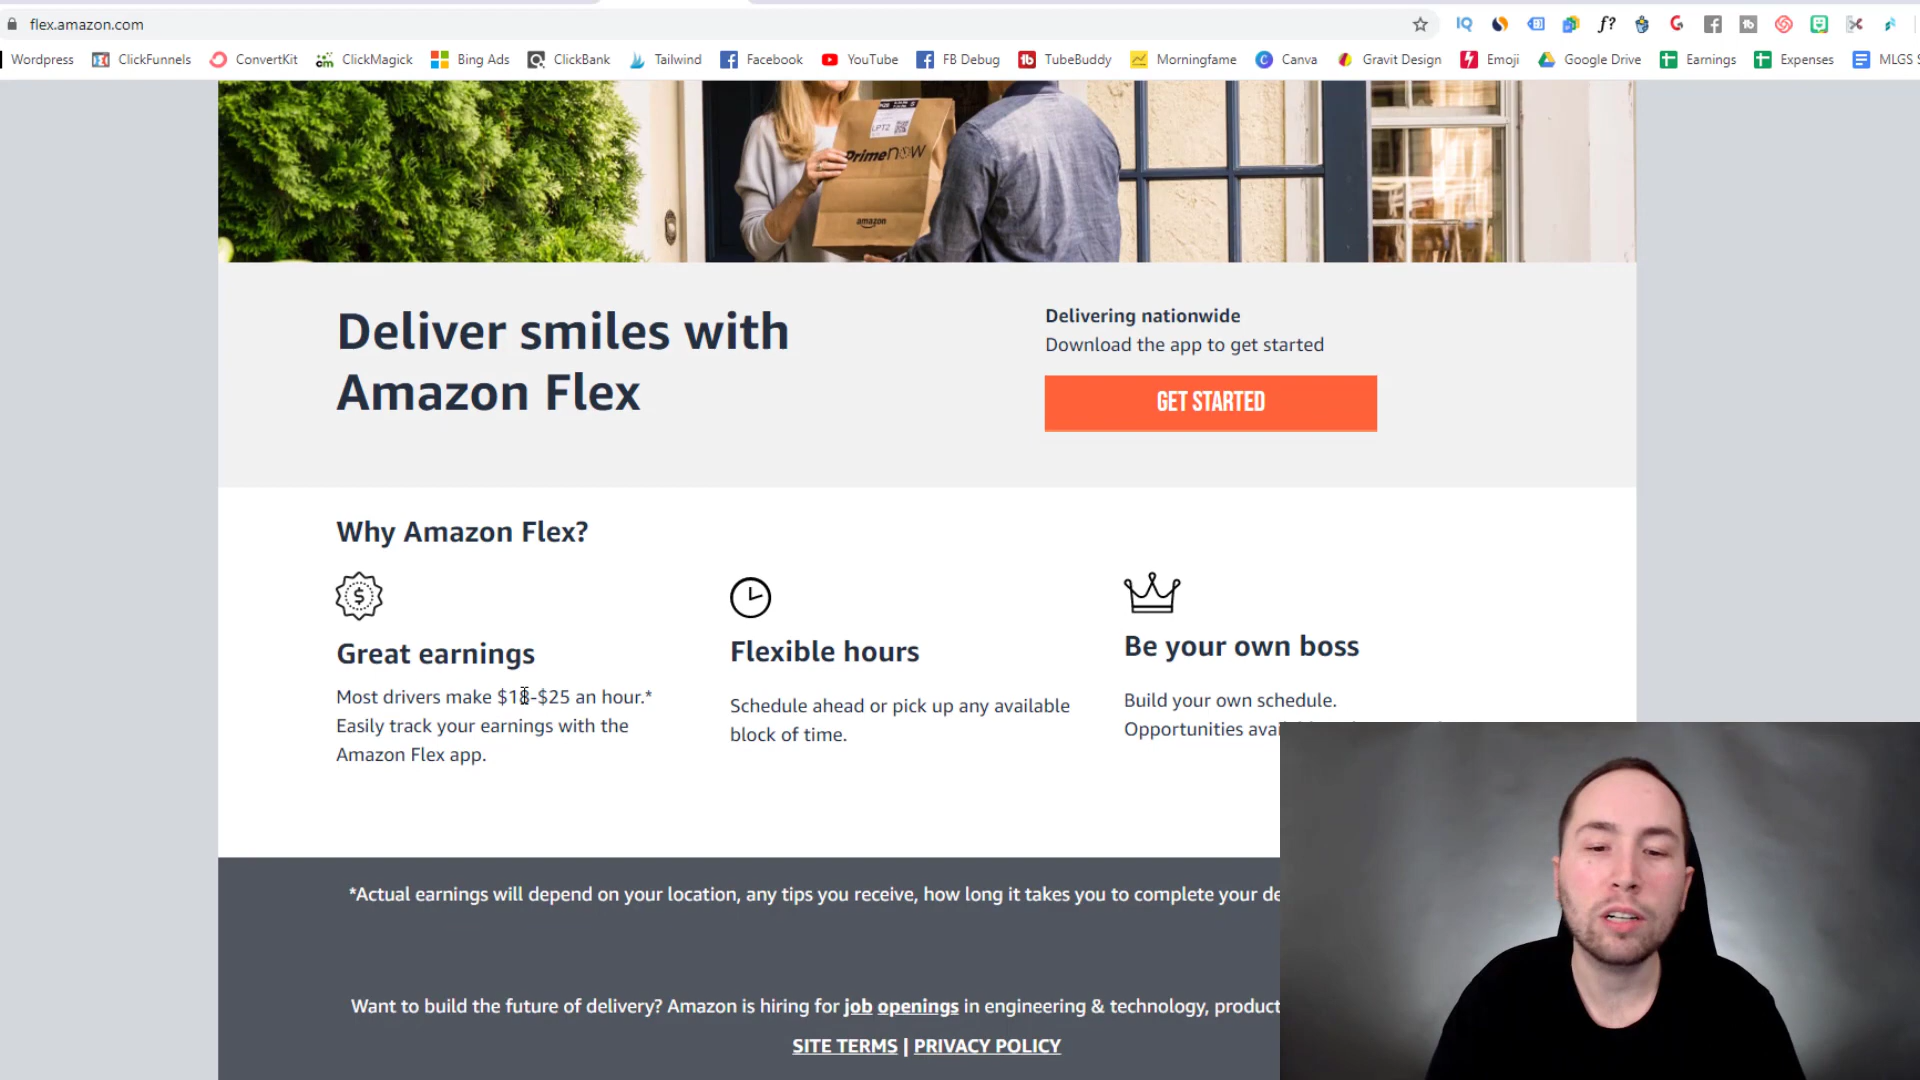 flex.amazon.com
Wordpress ClickFunnels ConvertKit ClickMagick Bing Ads ClickBank Tailwind Facebook YouTube FB Debug TubeBuddy Morningfame Canva Gravit Design Emoji Google Drive Earnings Expenses MLGS S
PrimeNow
amazon
Deliver smiles with
Amazon Flex
Delivering nationwide
Download the app to get started
GET STARTED
Why Amazon Flex?
Great earnings
Most drivers make $18-$25 an hour.*
Easily track your earnings with the
Amazon Flex app.
Flexible hours
Schedule ahead or pick up any available
block of time.
Be your own boss
Build your own schedule.
Opportunities
*Actual earnings will depend on your location, any tips you receive, how long it takes you to complete your de
Want to build the future of delivery? Amazon is hiring for job openings in engineering & technology, product
SITE TERMS | PRIVACY POLICY